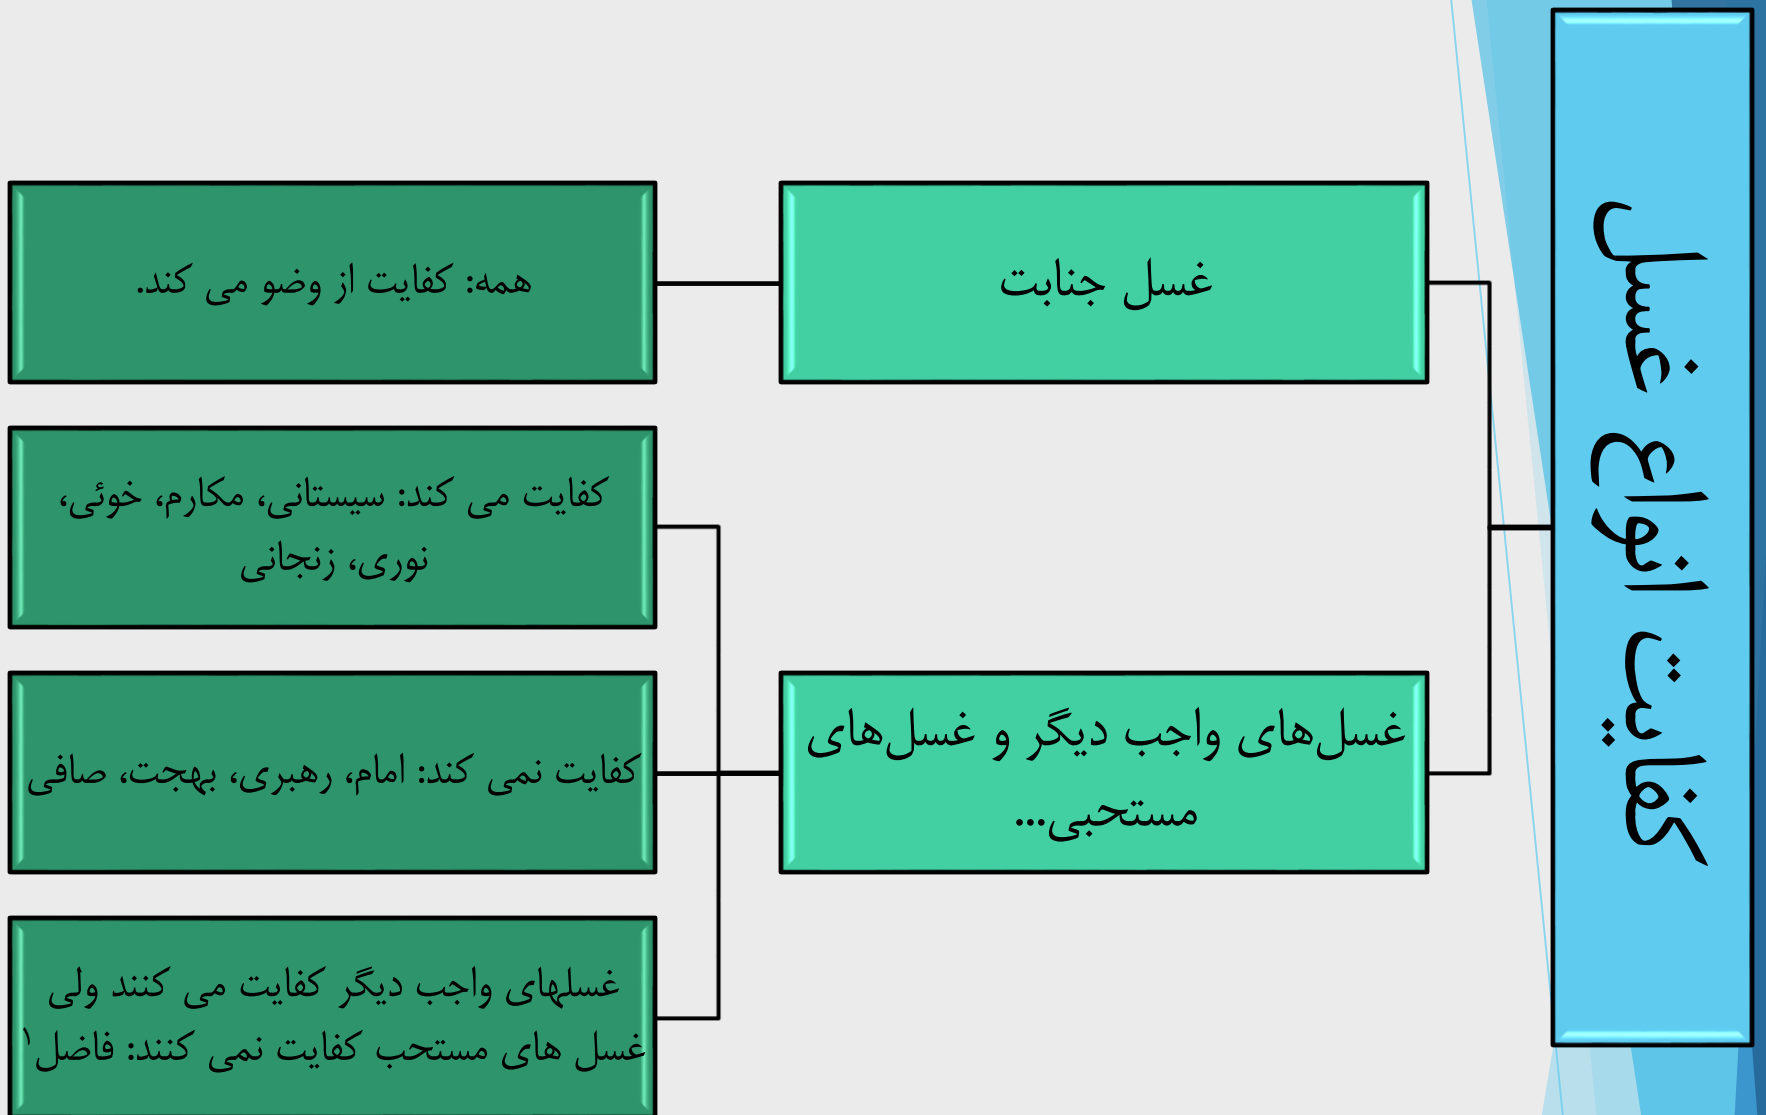 کفایت انواع غسل
غسل جنابت
همه: کفایت از وضو می کند.
غسل‌های واجب دیگر و غسل‌های
مستحبی...
کفایت می کند: سیستانی، مکارم، خوئی،
نوری، زنجانی
کفایت نمی کند: امام، رهبری، بهجت، صافی
غسلهای واجب دیگر کفایت می کنند ولی
غسل های مستحب کفایت نمی کنند: فاضل۱